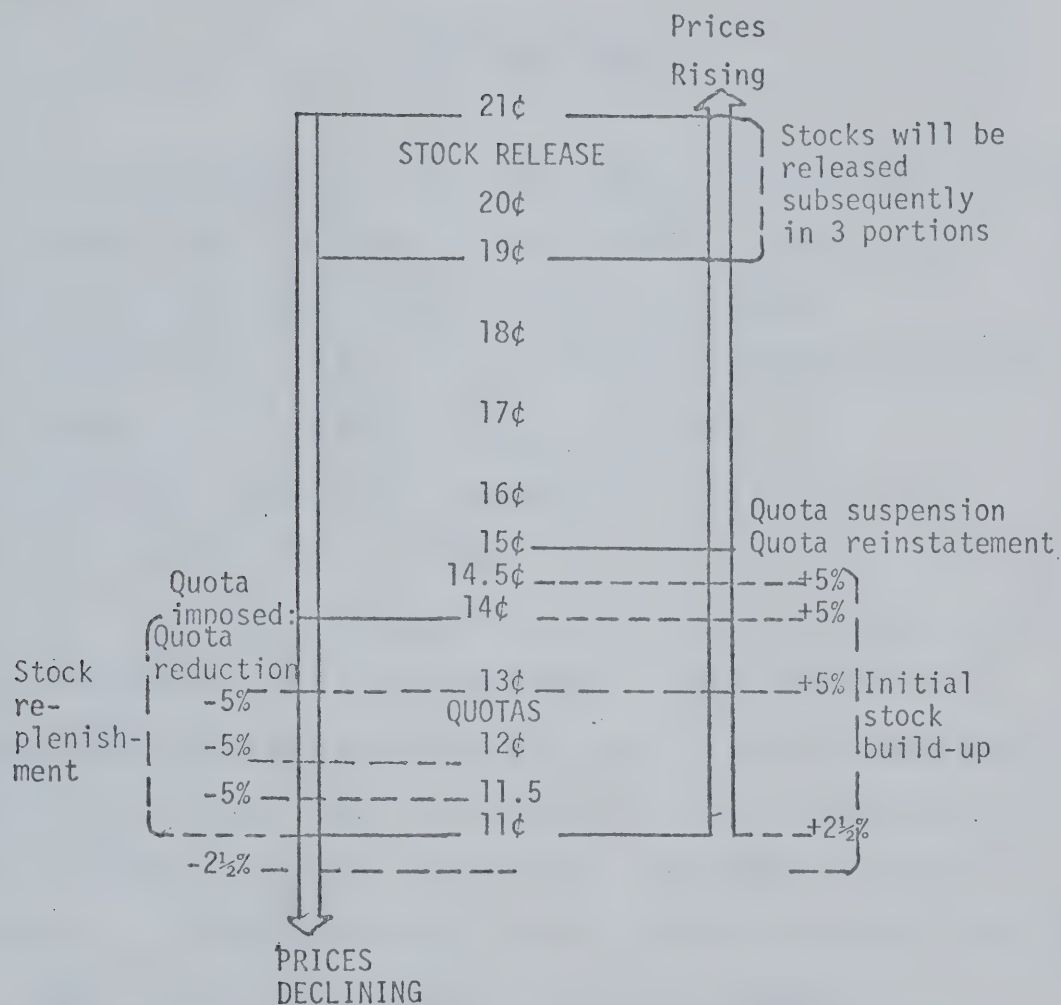 Prices
Rising
21¢
STOCK RELEASE
20¢
19¢
Stocks will be
released
subsequently
in 3 portions
18¢
17¢
16¢
15¢
Quota suspension
Quota reinstatement
14.5¢
+5%
Quota
imposed:
14¢
+5%
Quota
reduction
Stock
re-
plenish-
ment
-5%
13¢
+5%
QUOTAS
Initial
stock
build-up
-5%
12¢
-5%
11.5
11¢
+2½%
-2½%
PRICES
DECLINING